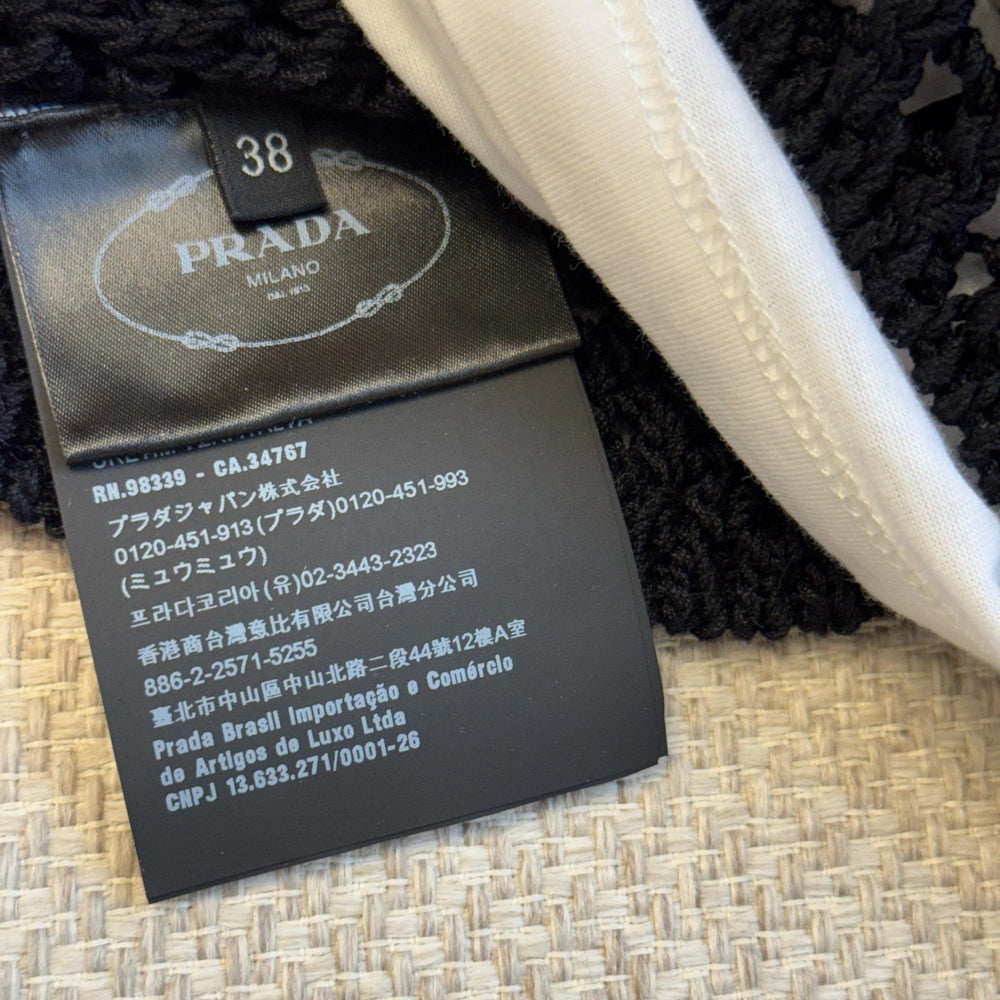 38
PRADA
MILANO
DAL 1913
RN.98339 - CA.34767
プラダジャパン株式会社
0120-451-913(プラダ)0120-451-993
(ミュウミュウ)
프라다코리아(유)02-3443-2323
香港商台灣意比有限公司台灣分公司
886-2-2571-5255
臺北市中山區中山北路二段44號12樓A室
Prada Brasil Importação e Comércio
de Artigos de Luxo Ltda
CNPJ 13.633.271/0001-26